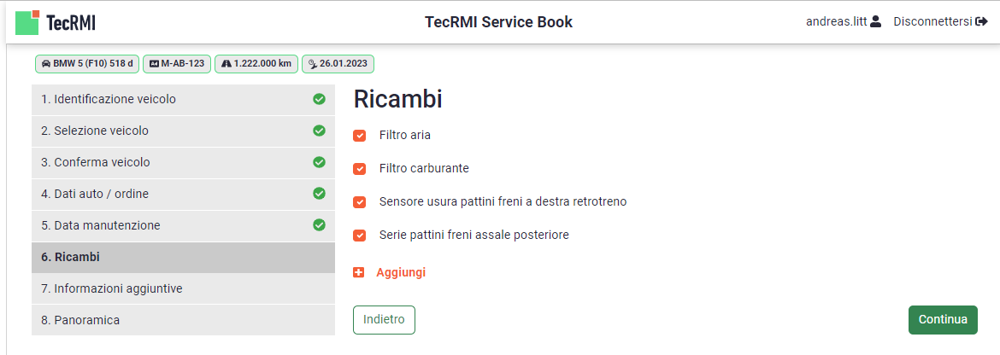 TecRMI
TecRMI Service Book
andreas.litt
Disconnettersi
BMW 5 (F10) 518 d
M-AB-123
1.222.000 km
26.01.2023
1. Identificazione veicolo
2. Selezione veicolo
3. Conferma veicolo
4. Dati auto / ordine
5. Data manutenzione
6. Ricambi
7. Informazioni aggiuntive
8. Panoramica
Ricambi
Filtro aria
Filtro carburante
Sensore usura pattini freni a destra retrotreno
Serie pattini freni assale posteriore
Aggiungi
Indietro
Continua